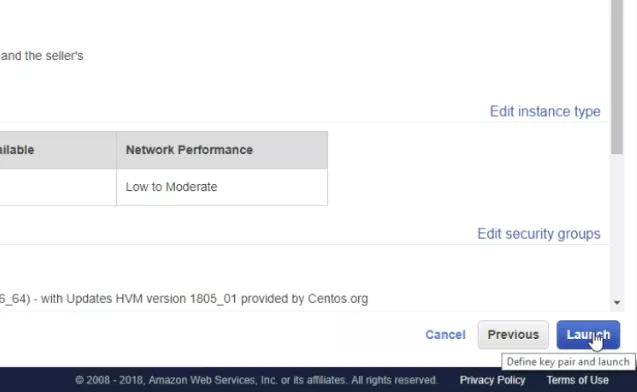 and the seller's
Edit instance type
ailable
Network Performance
Low to Moderate
Edit security groups
6_64) - with Updates HVM version 1805_01 provided by Centos.org
Cancel
Previous
Launch
Define key pair and launch
© 2008 - 2018, Amazon Web Services, Inc. or its affiliates. All rights reserved.
Privacy Policy
Terms of Use